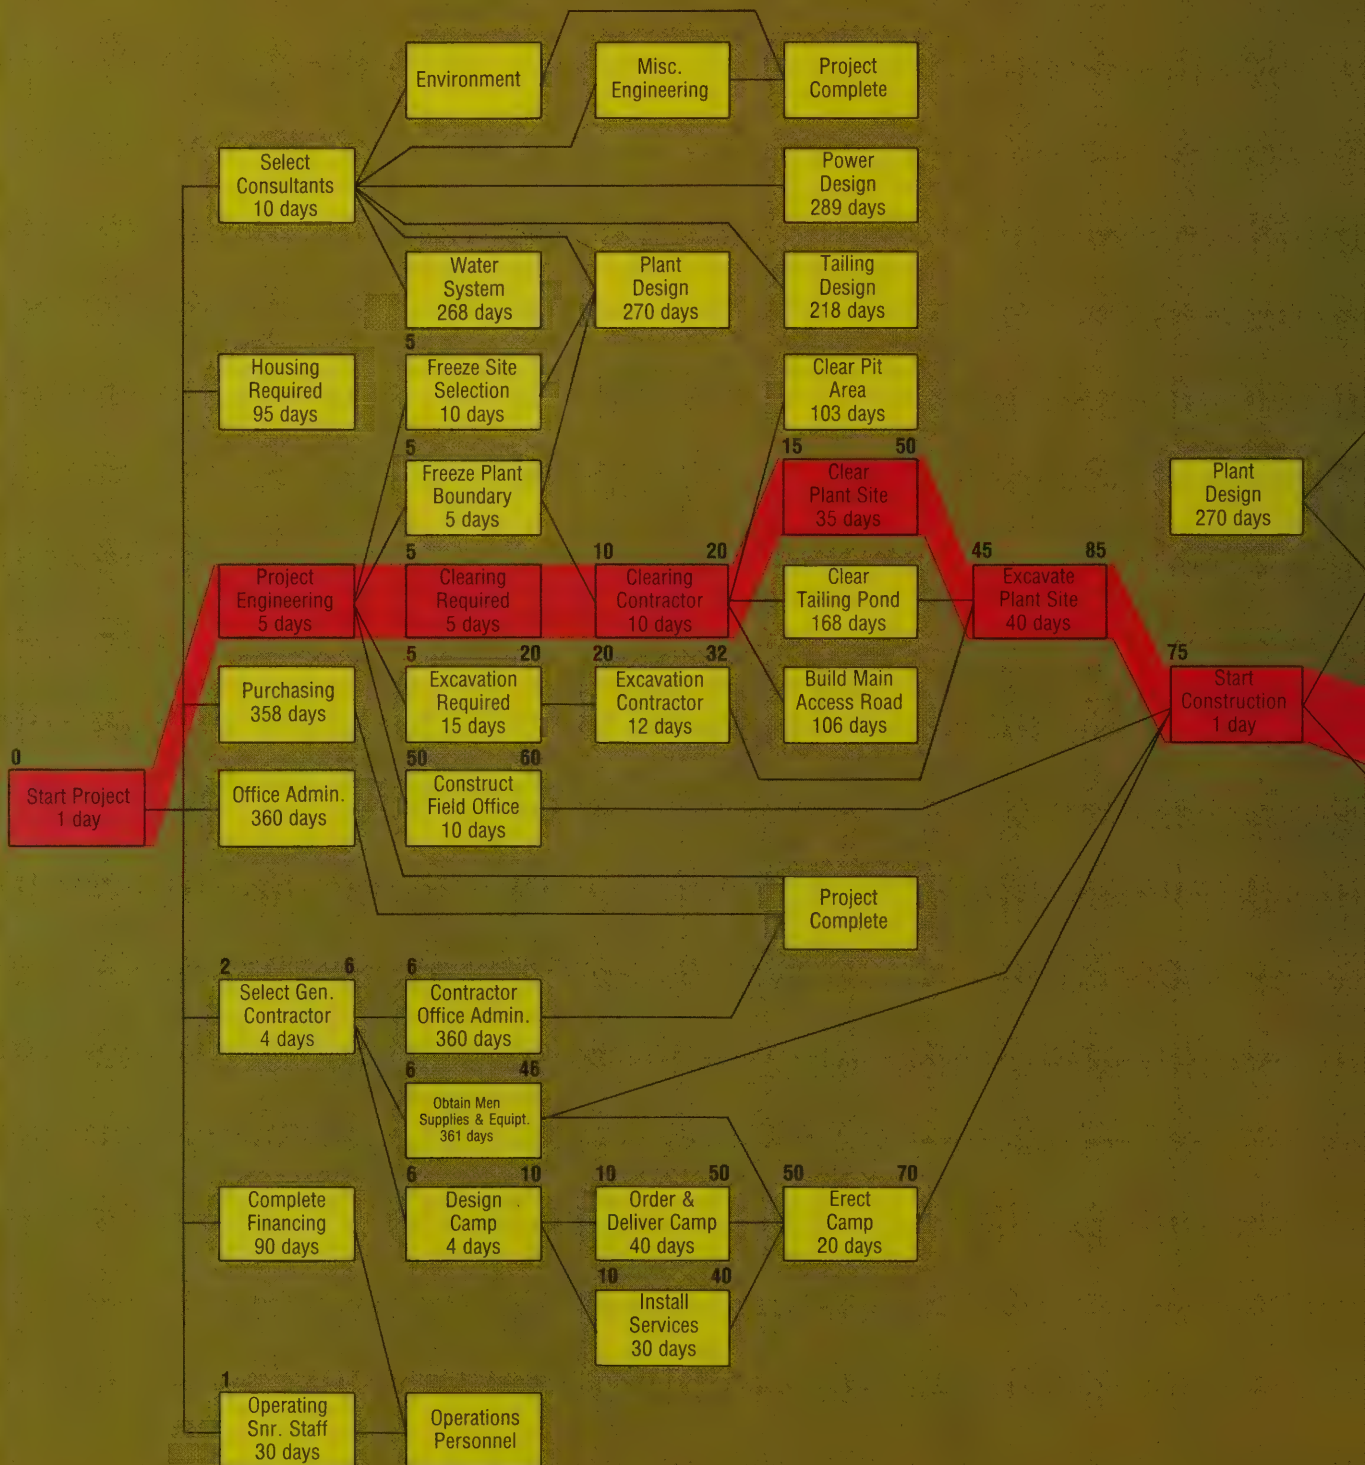 Environment
Misc.
Engineering
Project
Complete
Select
Consultants
10 days
Power
Design
289 days
Water
System
268 days
Plant
Design
270 days
Tailing
Design
218 days
Housing
Required
95 days
5
Freeze Site
Selection
10 days
Clear Pit
Area
103 days
5
Freeze Plant
Boundary
5 days
15 50
Clear
Plant Site
35 days
Plant
Design
270 days
Project
Engineering
5 days
5
Clearing
Required
5 days
10 20
Clearing
Contractor
10 days
Clear
Tailing Pond
168 days
45 85
Excavate
Plant Site
40 days
Purchasing
358 days
5 20
Excavation
Required
15 days
20 32
Excavation
Contractor
12 days
Build Main
Access Road
106 days
75
Start
Construction
1 day
0
Start Project
1 day
Office Admin.
360 days
50 60
Construct
Field Office
10 days
Project
Complete
2 6
Select Gen.
Contractor
4 days
6
Contractor
Office Admin.
360 days
6 46
Obtain Men
Supplies & Equipt.
361 days
Complete
Financing
90 days
6 10
Design
Camp
4 days
10 50
Order &
Deliver Camp
40 days
50 70
Erect
Camp
20 days
10 40
Install
Services
30 days
1
Operating
Snr. Staff
30 days
Operations
Personnel